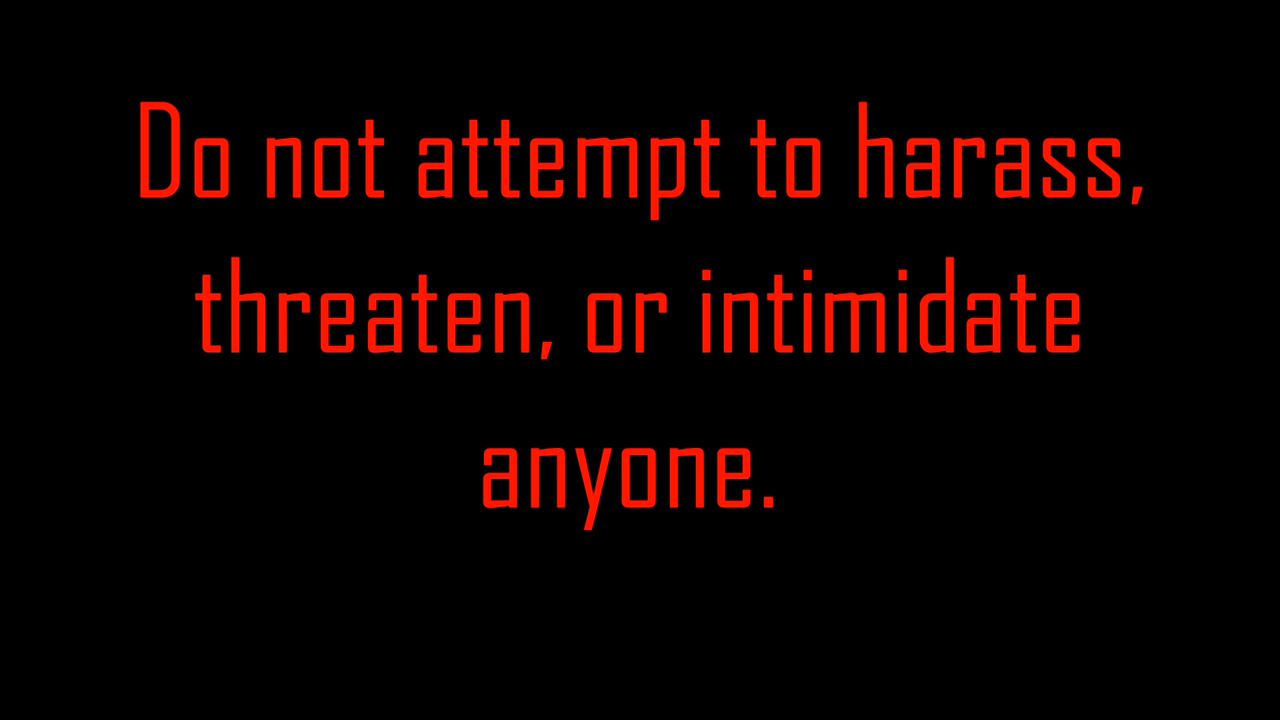 Do not attempt to harass,
threaten, or intimidate
anyone.